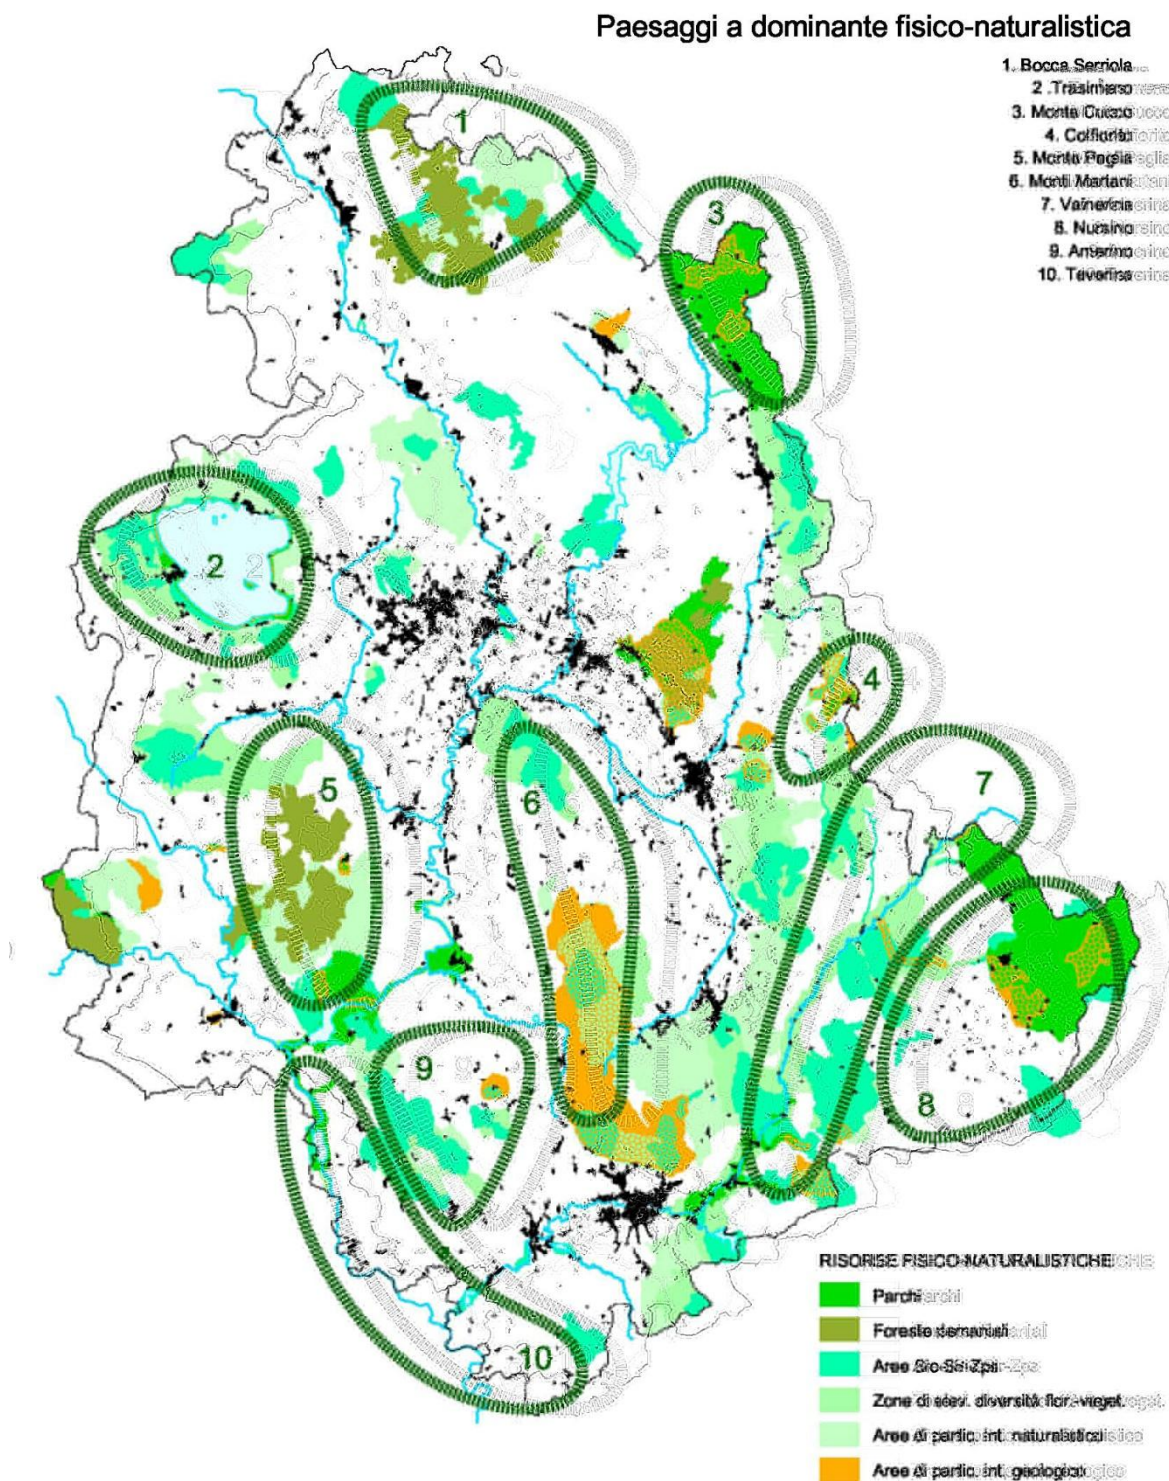 Paesaggi a dominante fisico-naturalistica
1. Bocca Serriola
2. Trasimeno
3. Monte Cucco
4. Colfiorito
5. Monte Peglia
6. Monti Martani
7. Valnerina
8. Nursino
9. Amerino
10. Teverina
1
3
2
4
5
6
7
8
9
10
RISORSE FISICO-NATURALISTICHE
Parchi
Foreste demaniali
Aree Sic-Sir-Zps
Zone di elev. diversità flor.-veget.
Aree di partic. int. naturalistico
Aree di partic. int. geologico